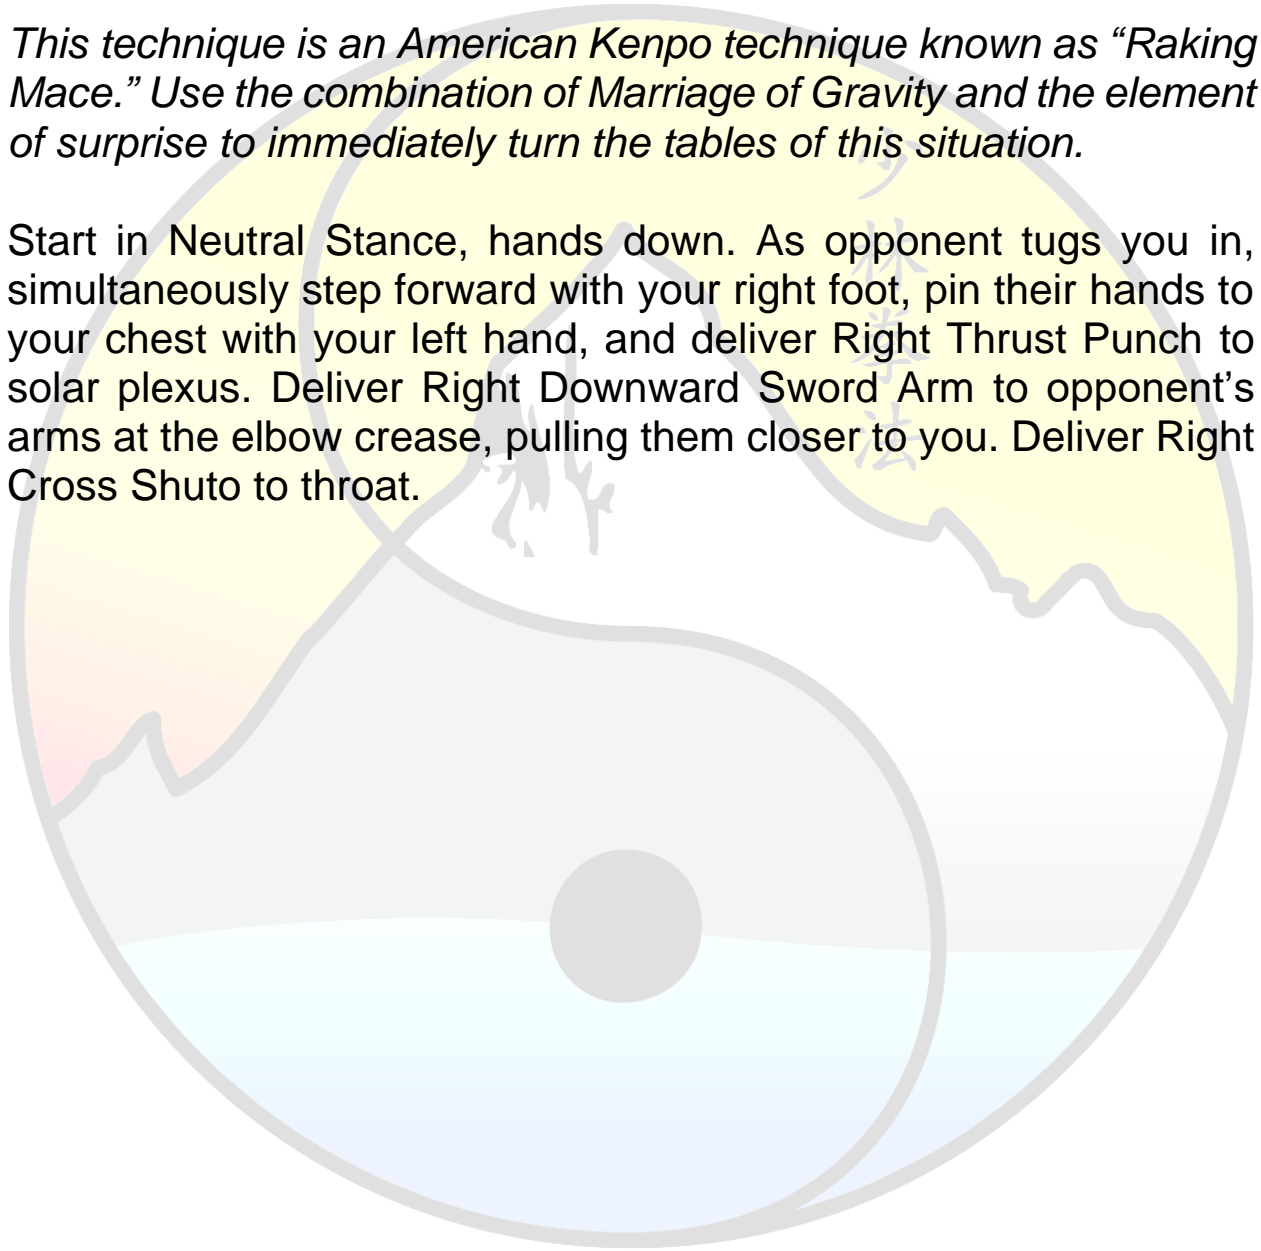 This technique is an American Kenpo technique known as “Raking
Mace.” Use the combination of Marriage of Gravity and the element
of surprise to immediately turn the tables of this situation.
Start in Neutral Stance, hands down. As opponent tugs you in,
simultaneously step forward with your right foot, pin their hands to
your chest with your left hand, and deliver Right Thrust Punch to
solar plexus. Deliver Right Downward Sword Arm to opponent’s
arms at the elbow crease, pulling them closer to you. Deliver Right
Cross Shuto to throat.
少林拳法